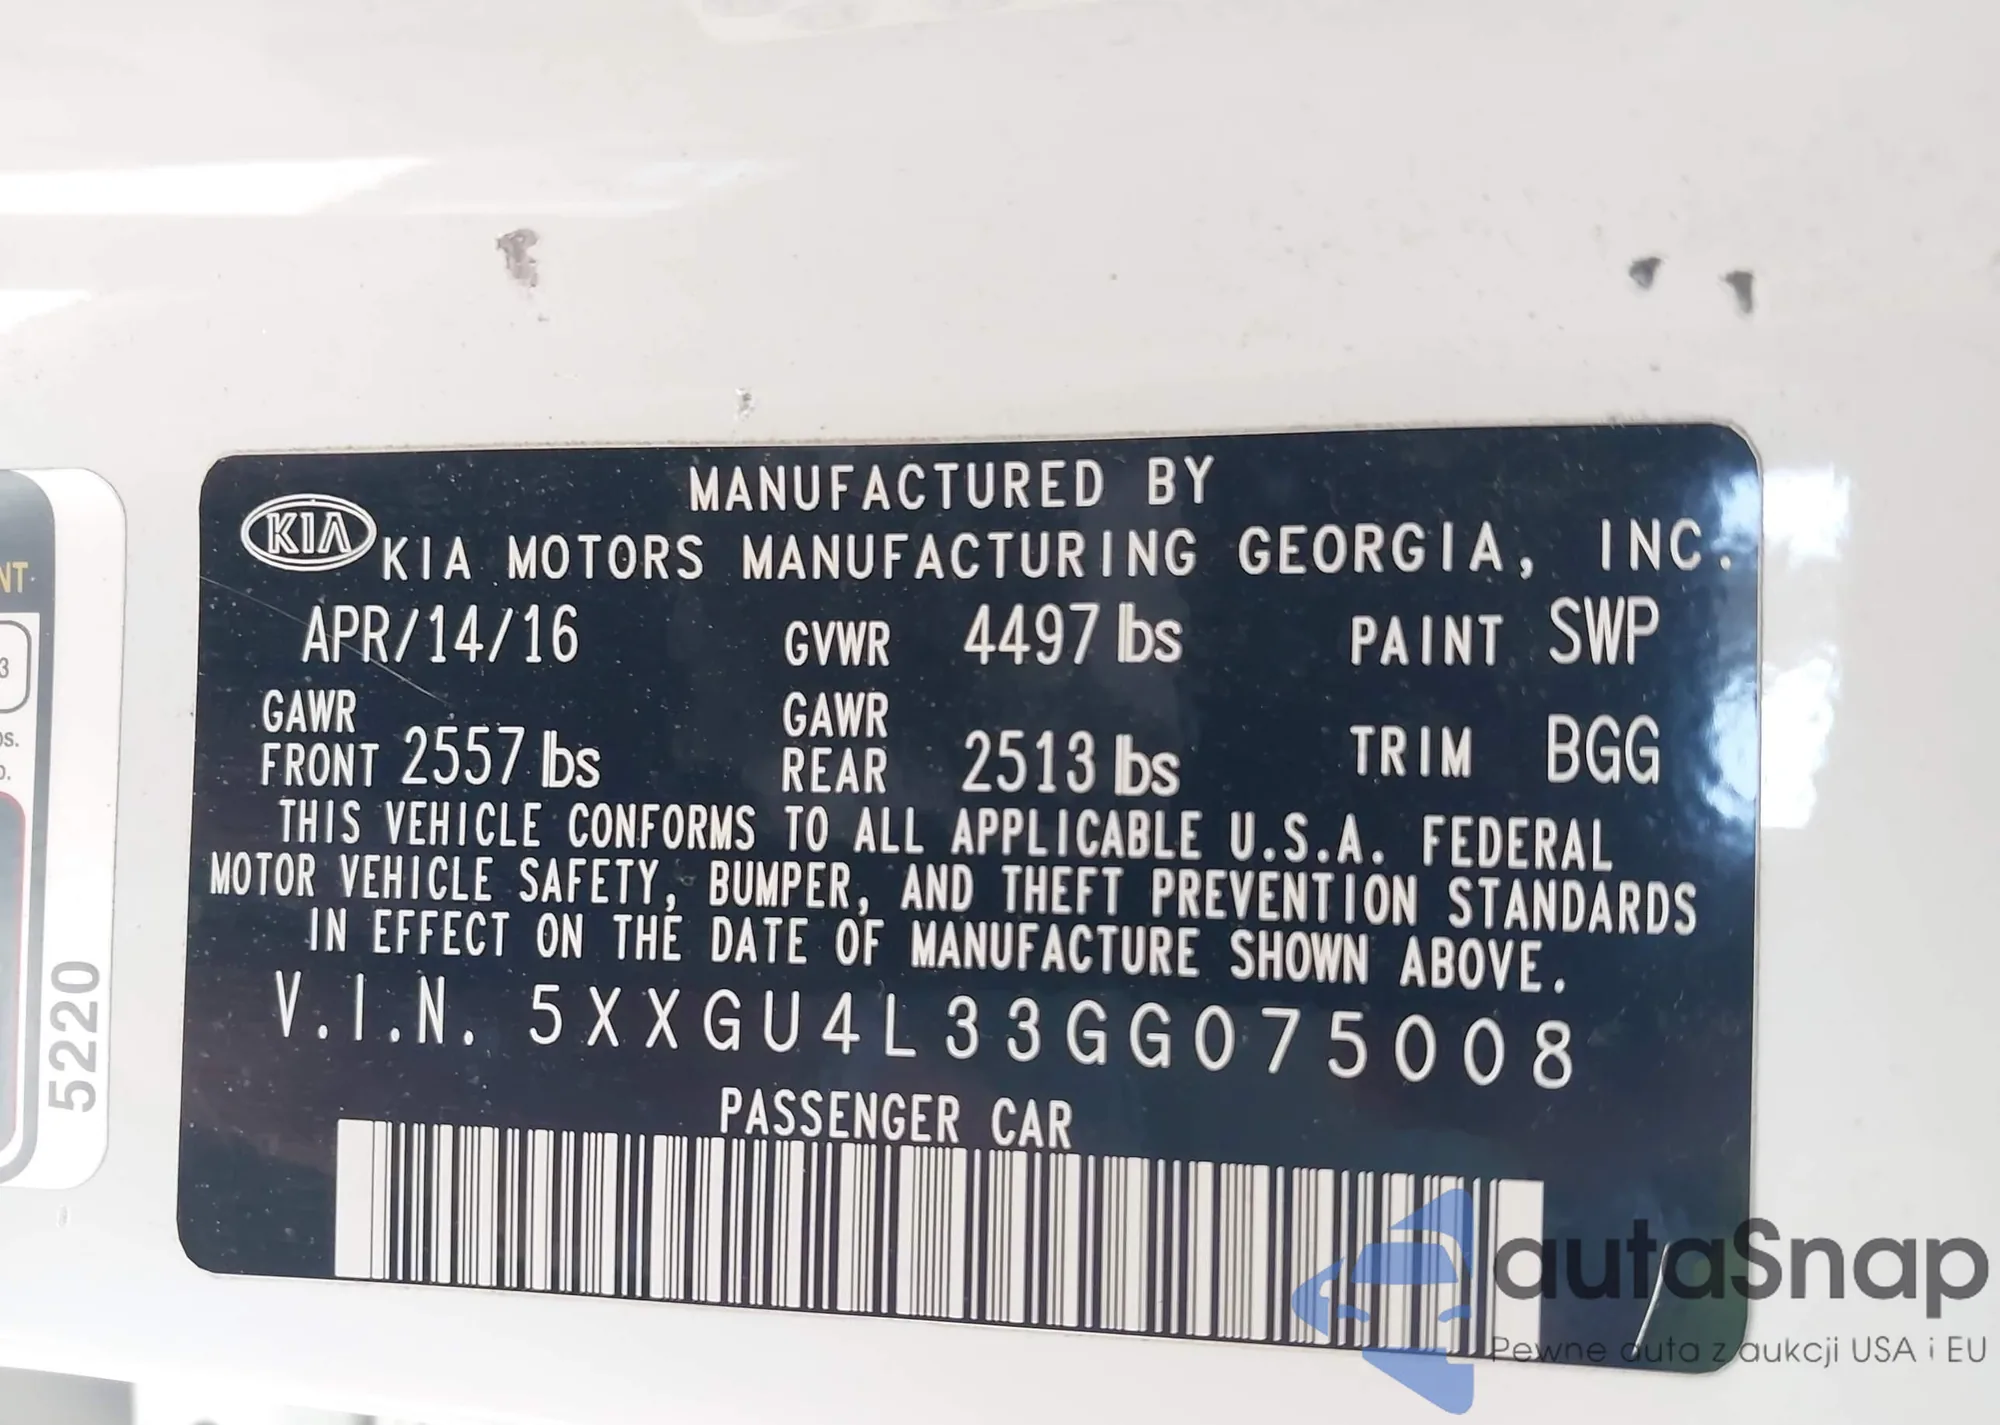 MANUFACTURED BY
KIA KIA MOTORS MANUFACTURING GEORGIA, INC.
APR/14/16 GVWR 4497 lbs PAINT SWP
GAWR FRONT 2557 lbs GAWR REAR 2513 lbs TRIM BGG
THIS VEHICLE CONFORMS TO ALL APPLICABLE U.S.A. FEDERAL
MOTOR VEHICLE SAFETY, BUMPER, AND THEFT PREVENTION STANDARDS
IN EFFECT ON THE DATE OF MANUFACTURE SHOWN ABOVE.
V.I.N. 5XXGU4L33GG075008
PASSENGER CAR
5220
autaSnap
Pewne auta z aukcji USA i EU